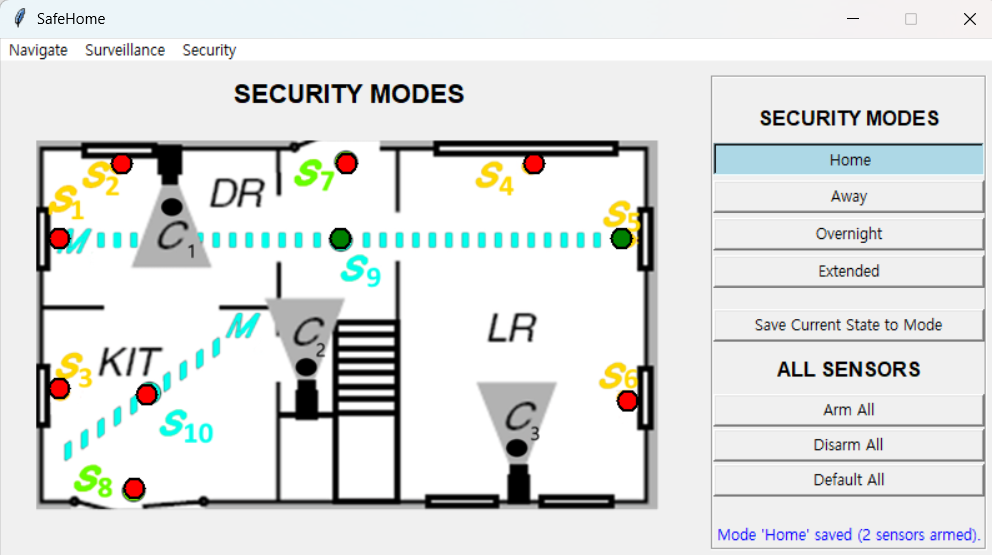 SafeHome
Navigate Surveillance Security
SECURITY MODES
S1
S2
C1
DR
S7
S4
S5
M
S9
M
C2
LR
KIT
S3
S10
S6
C3
S8
SECURITY MODES
Home
Away
Overnight
Extended
Save Current State to Mode
ALL SENSORS
Arm All
Disarm All
Default All
Mode 'Home' saved (2 sensors armed).